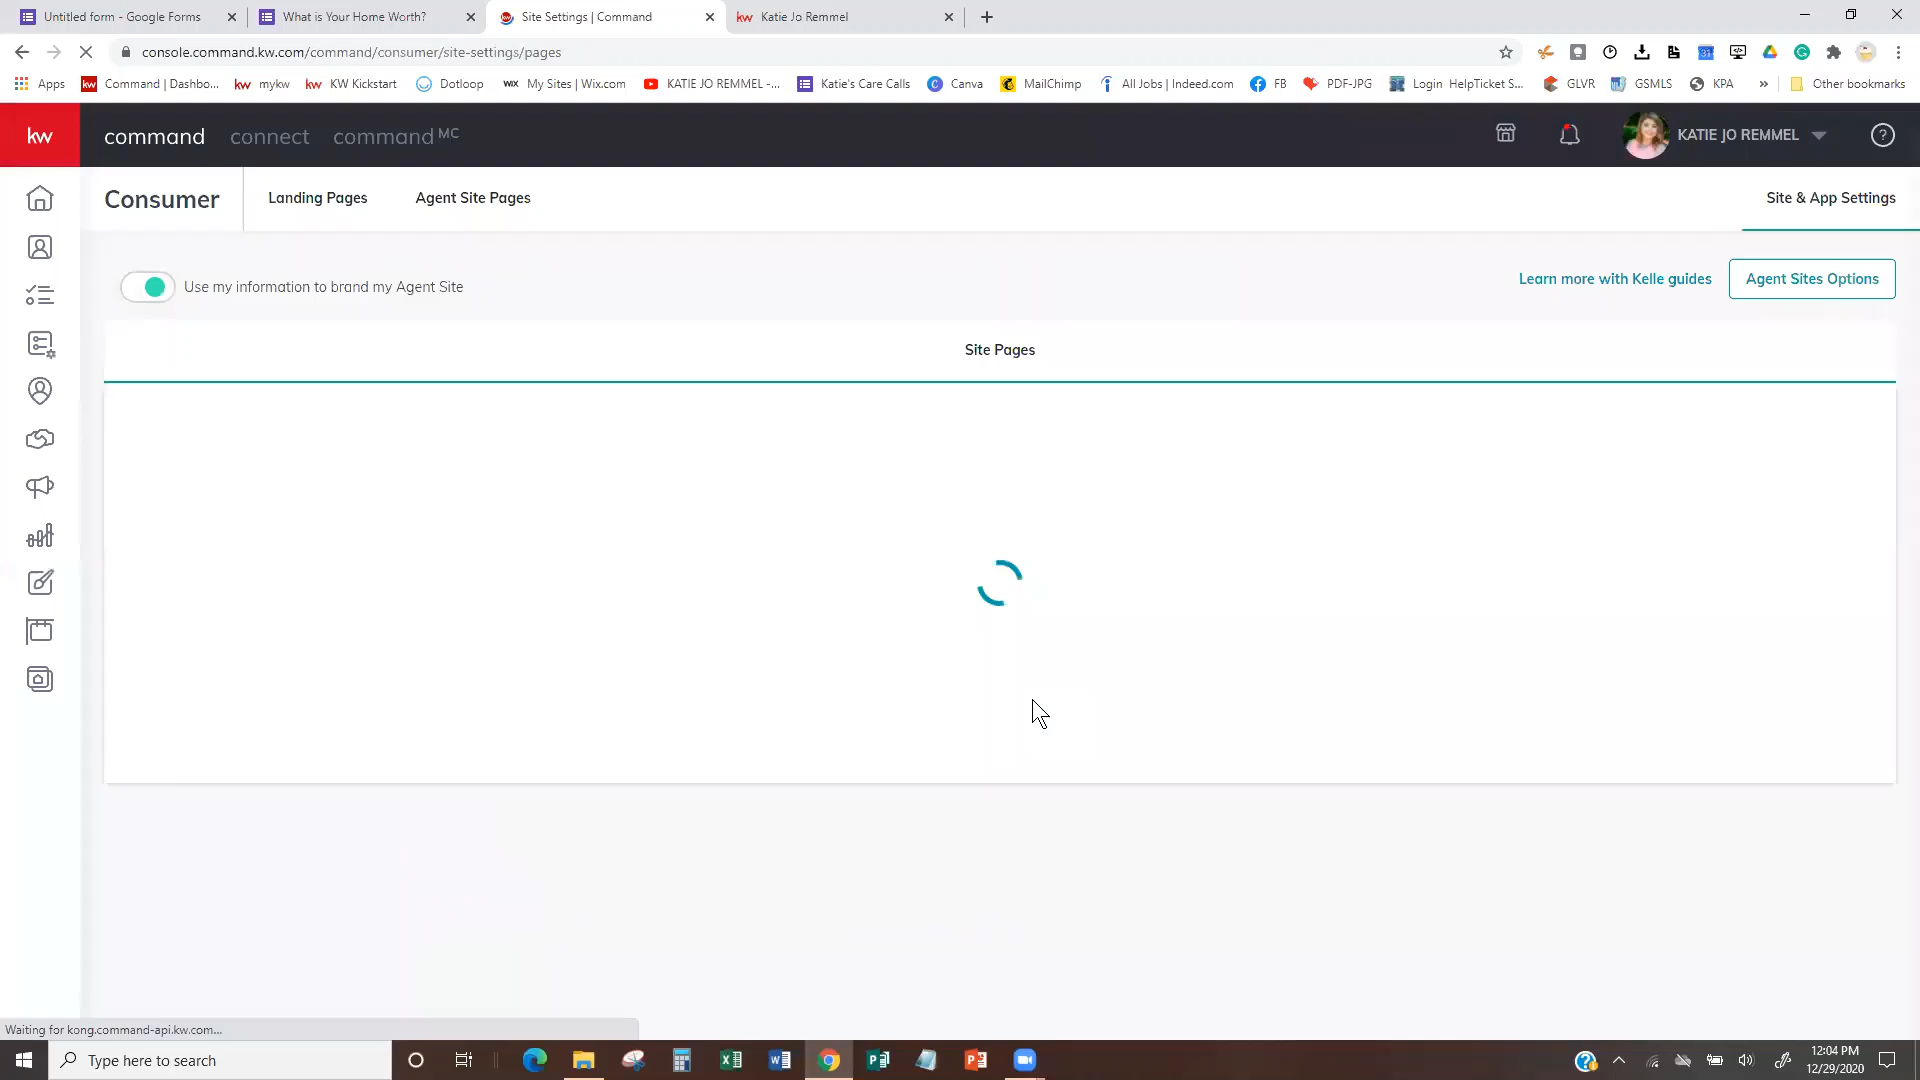 Untitled form - Google Forms
What is Your Home Worth?
Site Settings | Command
kw Katie Jo Remmel
console.command.kw.com/command/consumer/site-settings/pages
Apps
kw Command | Dashbo...
kw mykw
kw KW Kickstart
Dotloop
WIX My Sites | Wix.com
KATIE JO REMMEL -...
Katie's Care Calls
Canva
MailChimp
All Jobs | Indeed.com
FB
PDF-JPG
Login HelpTicket S...
GLVR
GSMLS
KPA
»
Other bookmarks
kw
command
connect
command MC
KATIE JO REMMEL
?
Consumer
Landing Pages
Agent Site Pages
Site & App Settings
Use my information to brand my Agent Site
Learn more with Kelle guides
Agent Sites Options
Site Pages
Waiting for kong.command-api.kw.com...
Type here to search
12:04 PM
12/29/2020